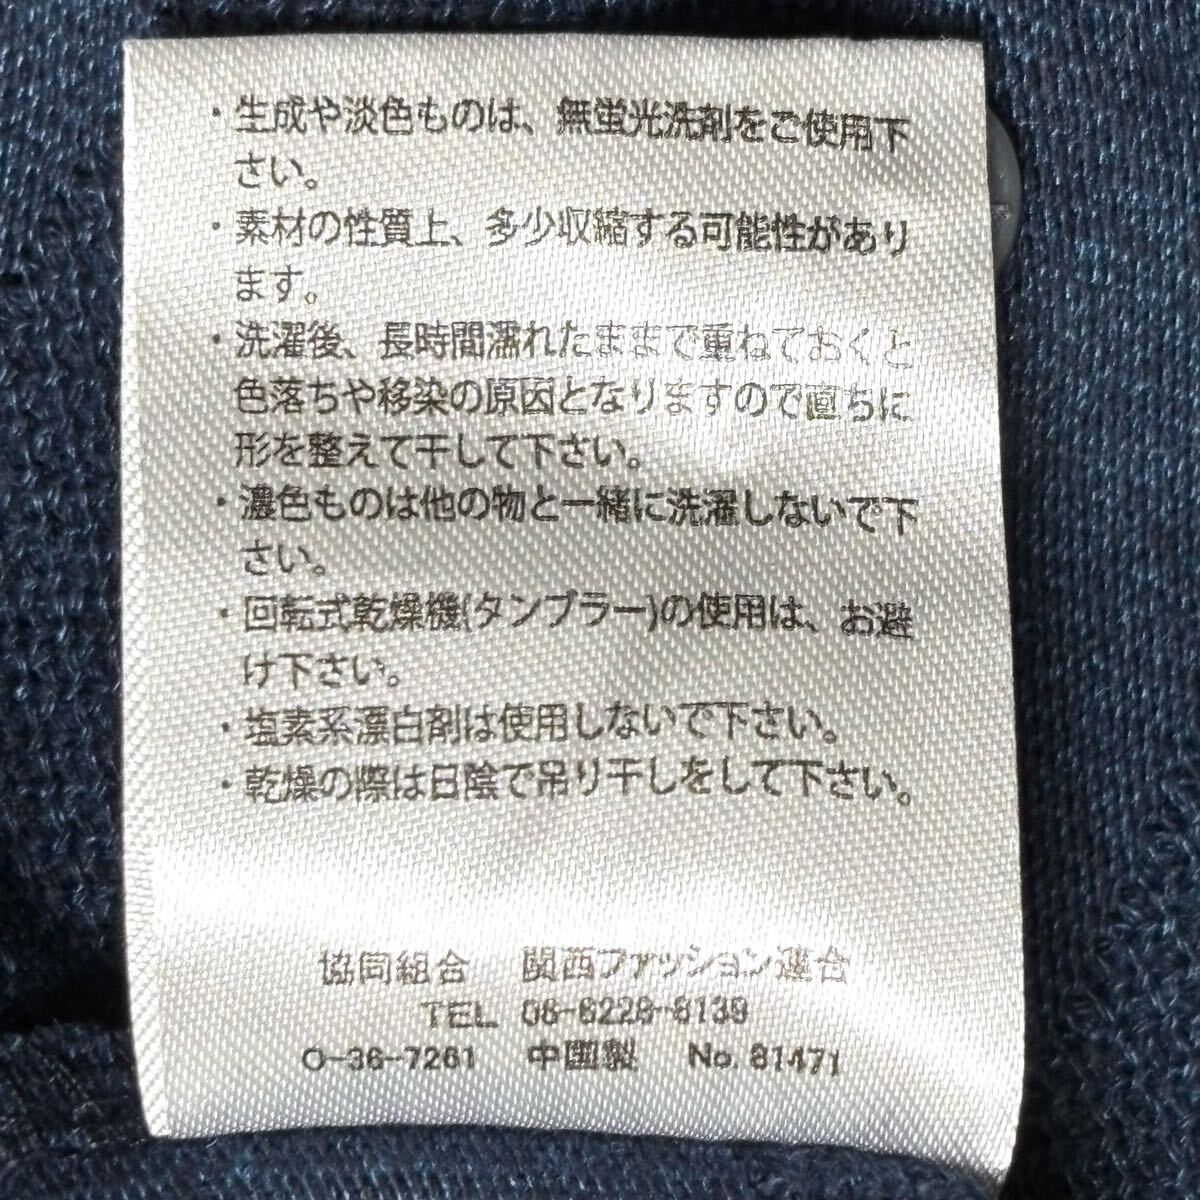 ・生成や淡色ものは、無蛍光洗剤をご使用下
さい。
・素材の性質上、多少収縮する可能性があり
ます。
・洗濯後、長時間濡れたままで重ねておくと
色落ちや移染の原因となりますので直ちに
形を整えて干して下さい。
・濃色ものは他の物と一緒に洗濯しないで下
さい。
・回転式乾燥機(タンブラー)の使用は、お避
け下さい。
・塩素系漂白剤は使用しないで下さい。
・乾燥の際は日陰で吊り干しをして下さい。
協同組合 関西ファッション連合
TEL 06-6228-6139
O-36-7261 中国製 No. 81471